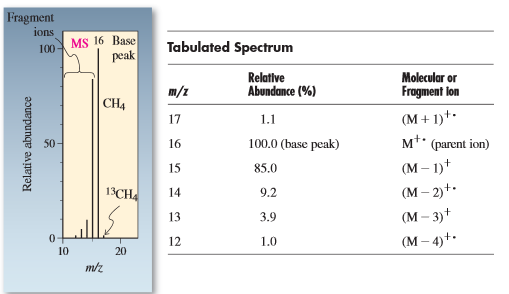 Fragment
ions
MS 16 Base
peak
100
CH4
50
13CH4
0
10 20
m/z
Relative abundance
Tabulated Spectrum
m/z Relative Abundance (%) Molecular or Fragment Ion
17 1.1 (M + 1)+•
16 100.0 (base peak) M+• (parent ion)
15 85.0 (M – 1)+
14 9.2 (M – 2)+•
13 3.9 (M – 3)+
12 1.0 (M – 4)+•